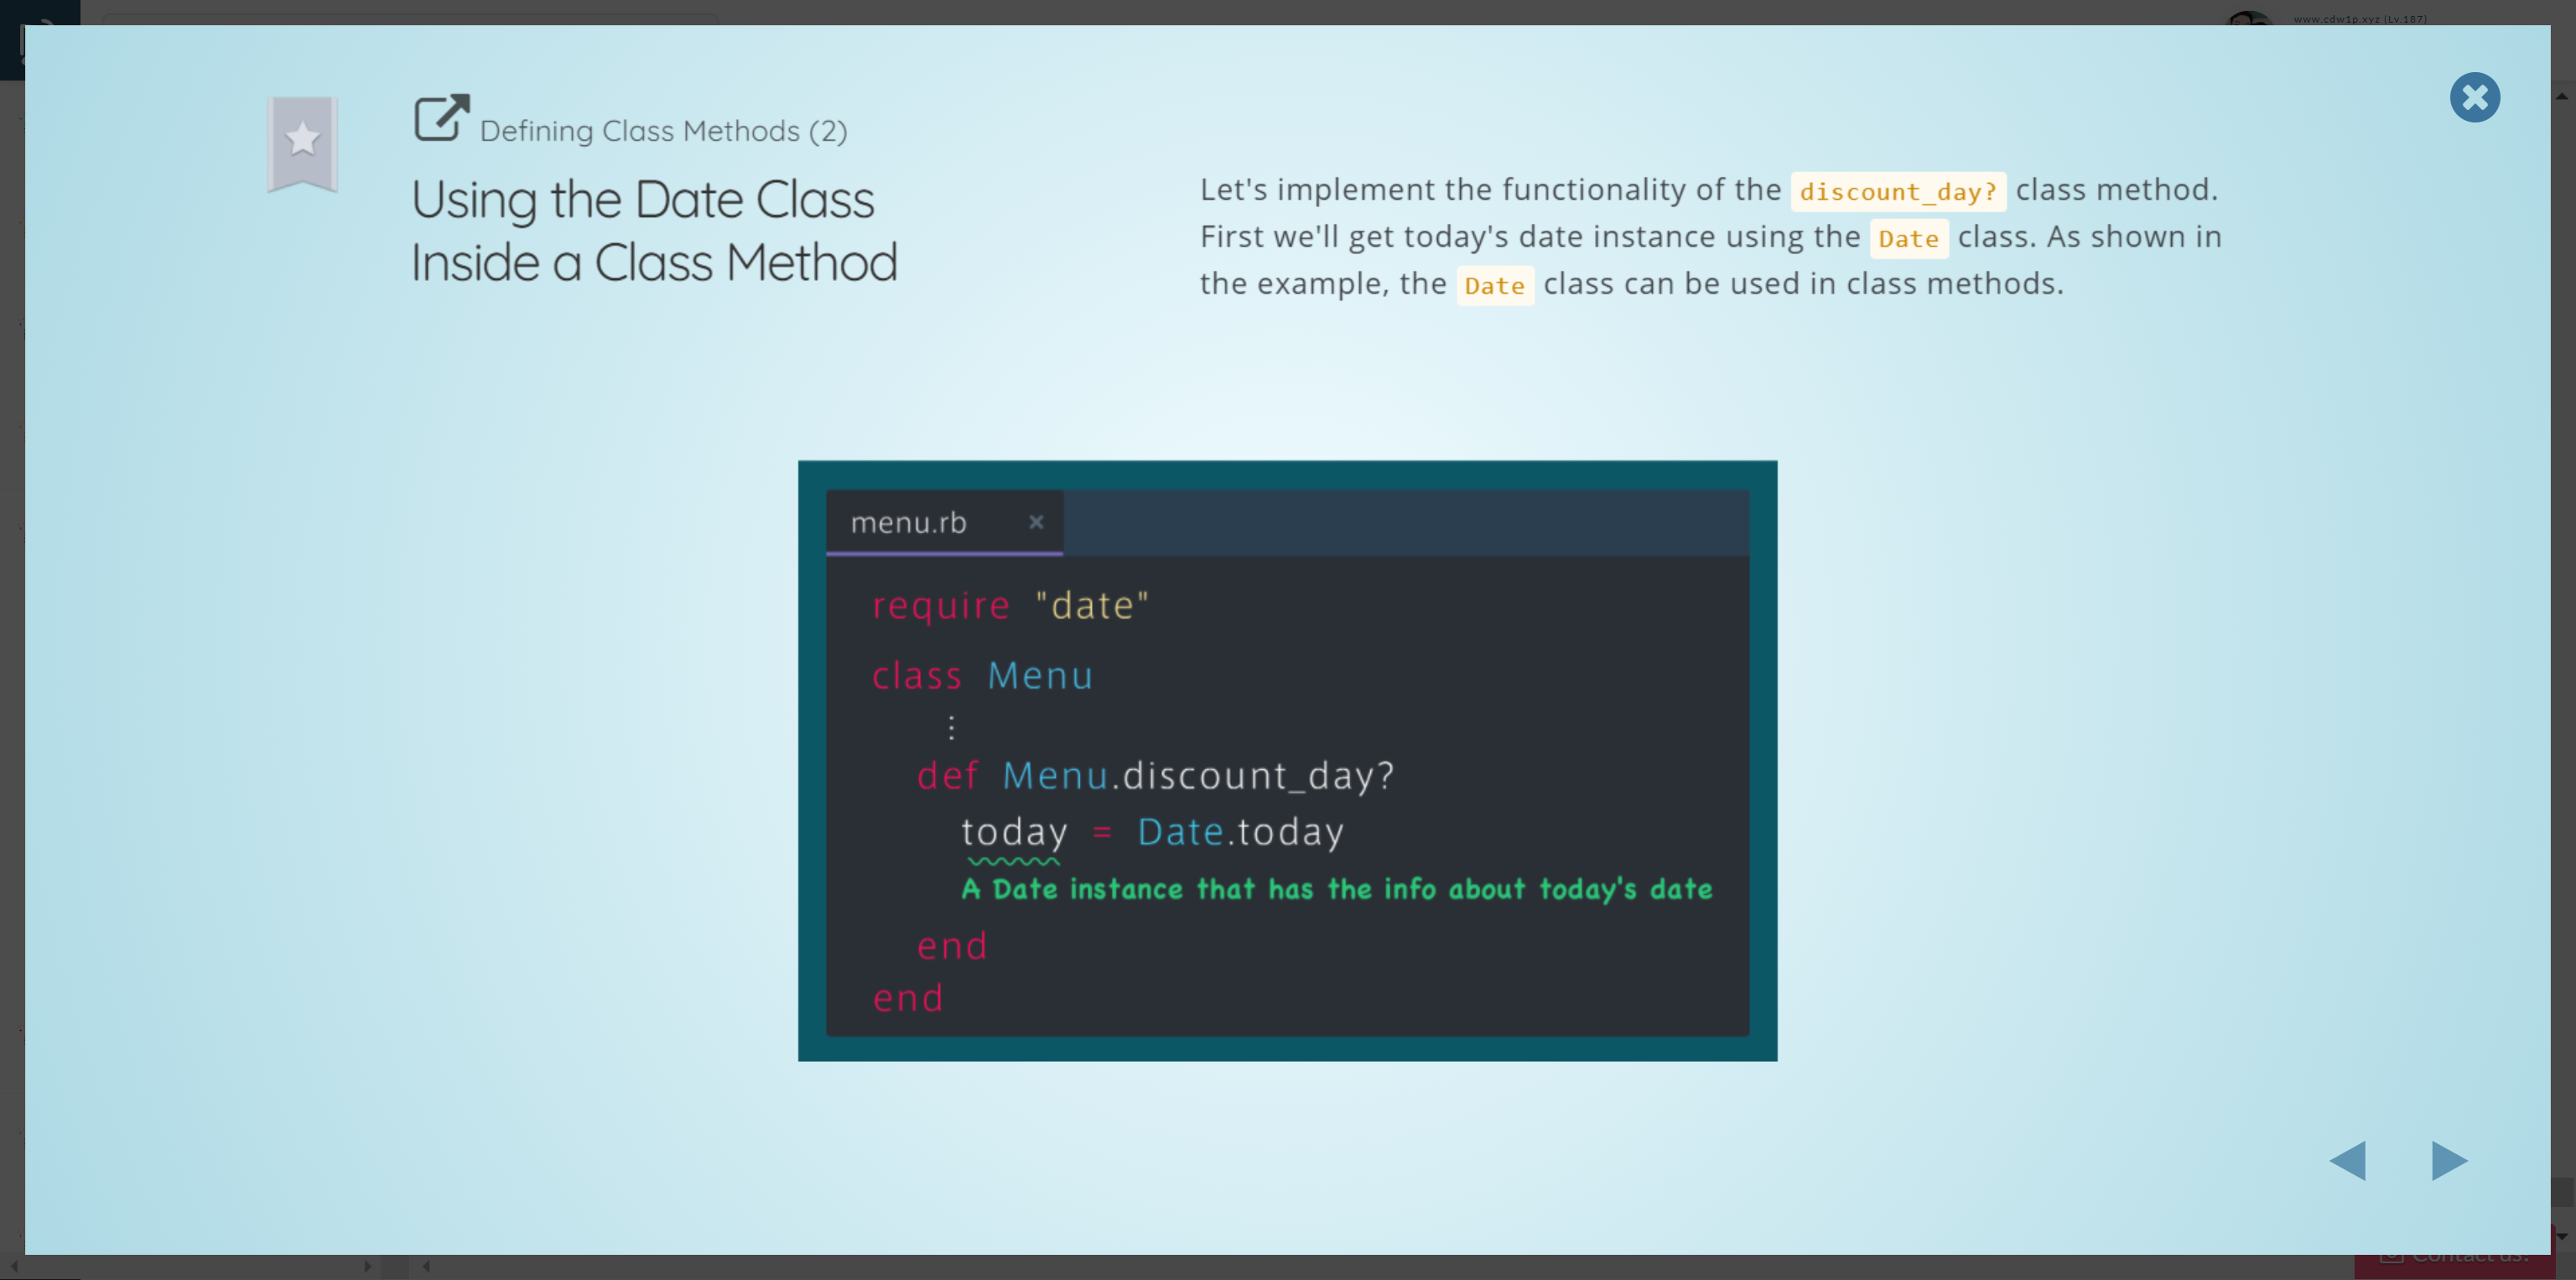 www.cdw1p.xyz (Lv.187)
Defining Class Methods (2)
Using the Date Class
Inside a Class Method
Let's implement the functionality of the discount_day? class method.
First we'll get today's date instance using the Date class. As shown in
the example, the Date class can be used in class methods.
menu.rb
require "date"
class Menu
def Menu.discount_day?
today = Date.today
A Date instance that has the info about today's date
end
end
Contact us!